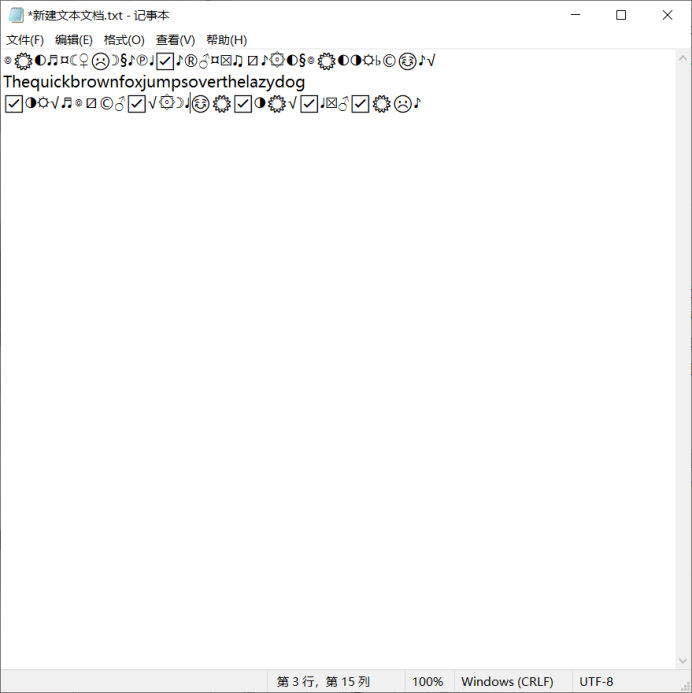 *新建文本文档.txt - 记事本
文件(F) 编辑(E) 格式(O) 查看(V) 帮助(H)
๏۞◐♬¤☾♀☹☽§♪℗♩☑♪®♂¤☒♫〼♪۞◐§๏۞◐◑☼♭©♪√
Thequickbrownfoxjumpsoverthelazydog
☑◑☼√♬๏〼©♂☑√۞☽♩۞☑◑۞√☑♩☒♂☑۞☹♪
第 3 行，第 15 列 100% Windows (CRLF) UTF-8